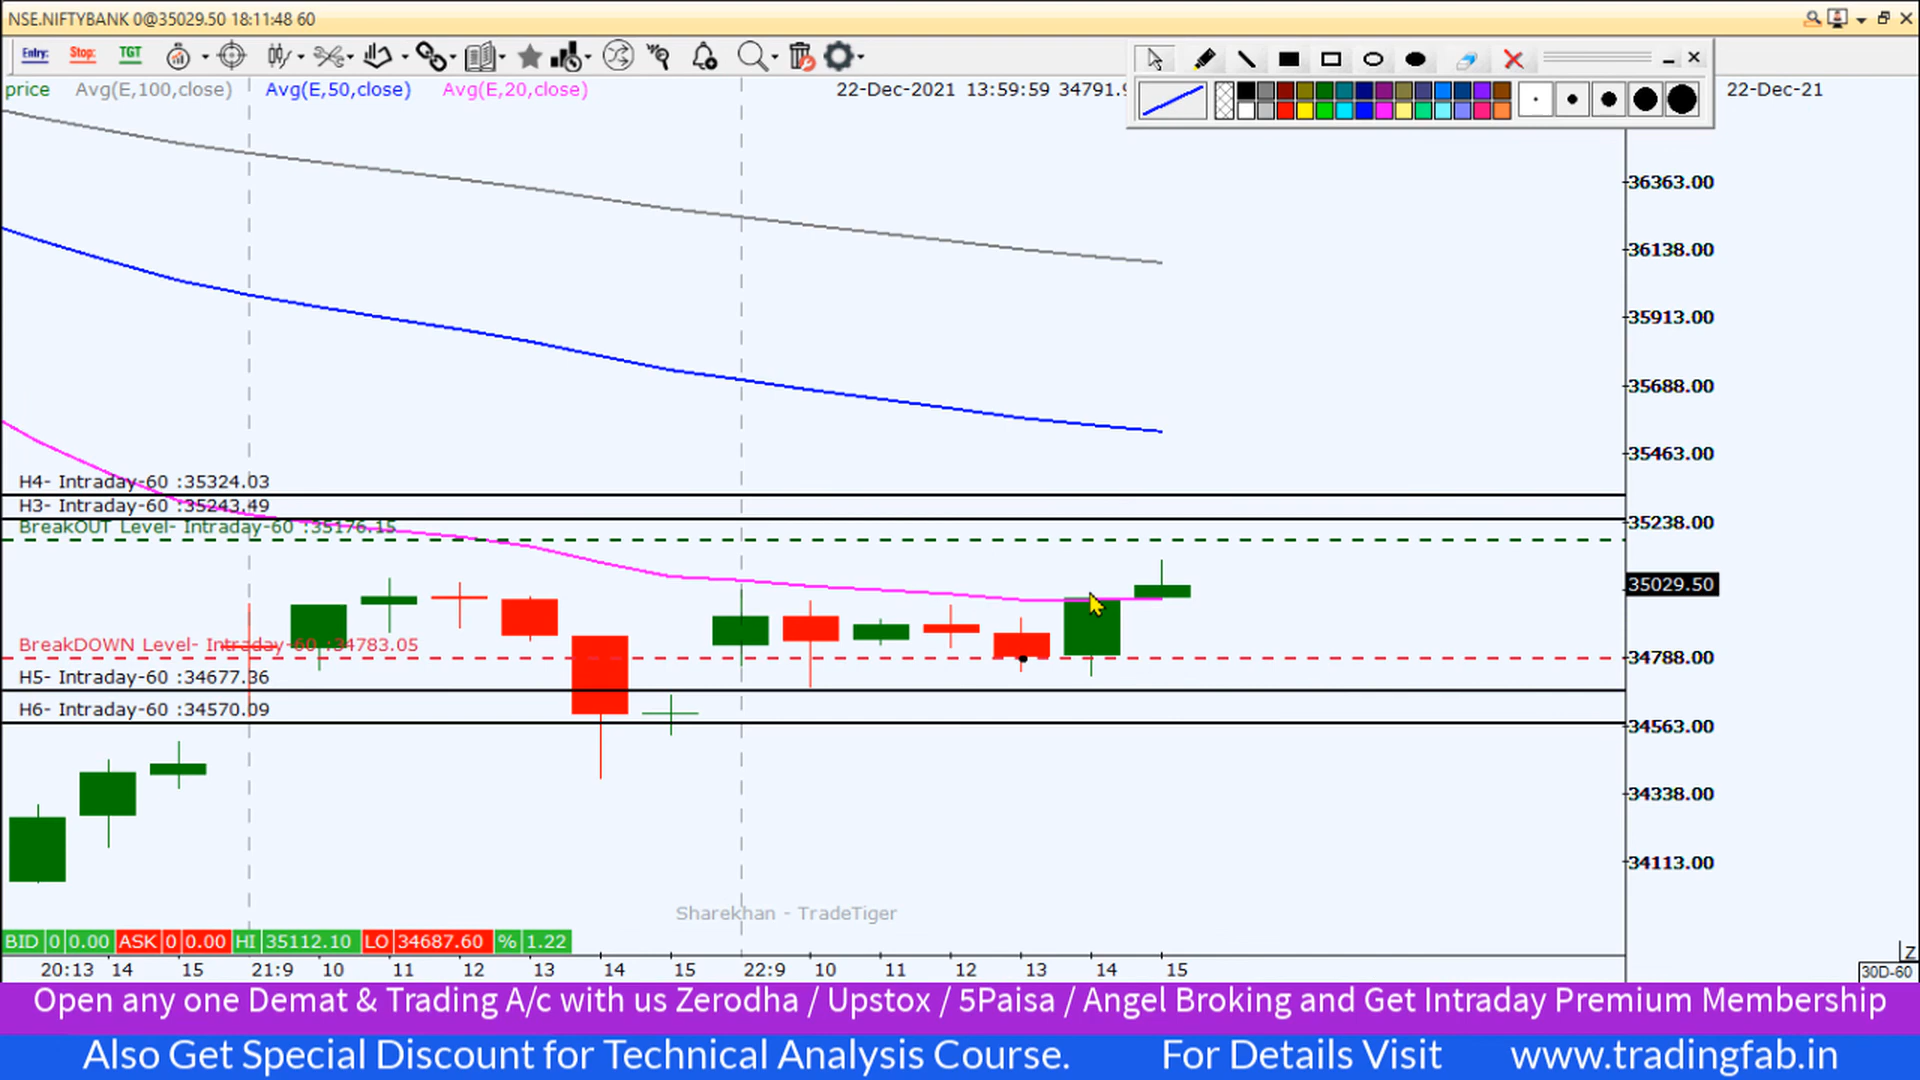 NSE.NIFTYBANK 0@35029.50 18:11:48 60
Entry: Stop: TGT
price Avg(E,100,close) Avg(E,50,close) Avg(E,20,close) 22-Dec-2021 13:59:59 34791.9 22-Dec-21
36363.00
36138.00
35913.00
35688.00
35463.00
H4- Intraday-60 :35324.03
H3- Intraday-60 :35243.49
BreakOUT Level- Intraday-60 :35176.15
35238.00
35029.50
BreakDOWN Level- Intraday-60 :34783.05
34788.00
H5- Intraday-60 :34677.36
H6- Intraday-60 :34570.09
34563.00
34338.00
34113.00
Sharekhan - TradeTiger
BID 0 0.00 ASK 0 0.00 HI 35112.10 LO 34687.60 % 1.22
Z
20:13 14 15 21:9 10 11 12 13 14 15 22:9 10 11 12 13 14 15 30D-60
Open any one Demat & Trading A/c with us Zerodha / Upstox / 5Paisa / Angel Broking and Get Intraday Premium Membership
Also Get Special Discount for Technical Analysis Course. For Details Visit www.tradingfab.in